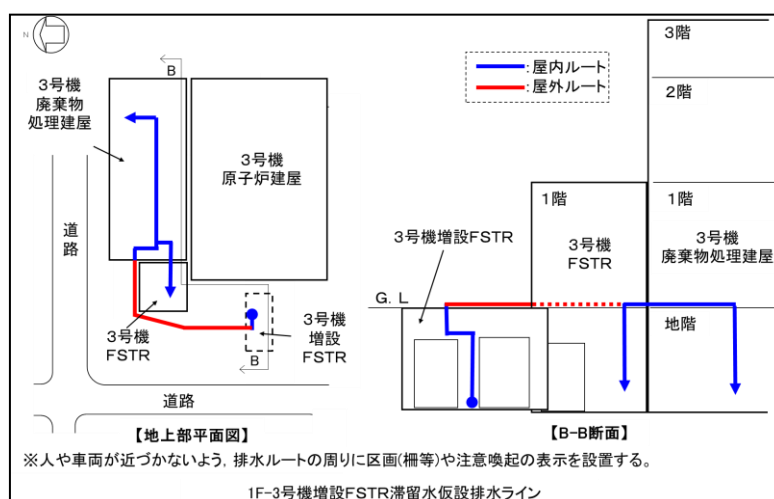 N
B
3号機
廃棄物
処理建屋
3号機
原子炉建屋
道路
3号機
FSTR
3号機
増設
FSTR
B
道路
【地上部平面図】
:屋内ルート
:屋外ルート
3階
2階
1階
1階
3号機増設FSTR
3号機
FSTR
3号機
廃棄物処理建屋
G.L
地階
【B-B断面】
※人や車両が近づかないよう, 排水ルートの周りに区画(柵等)や注意喚起の表示を設置する。
1F-3号機増設FSTR滞留水仮設排水ライン